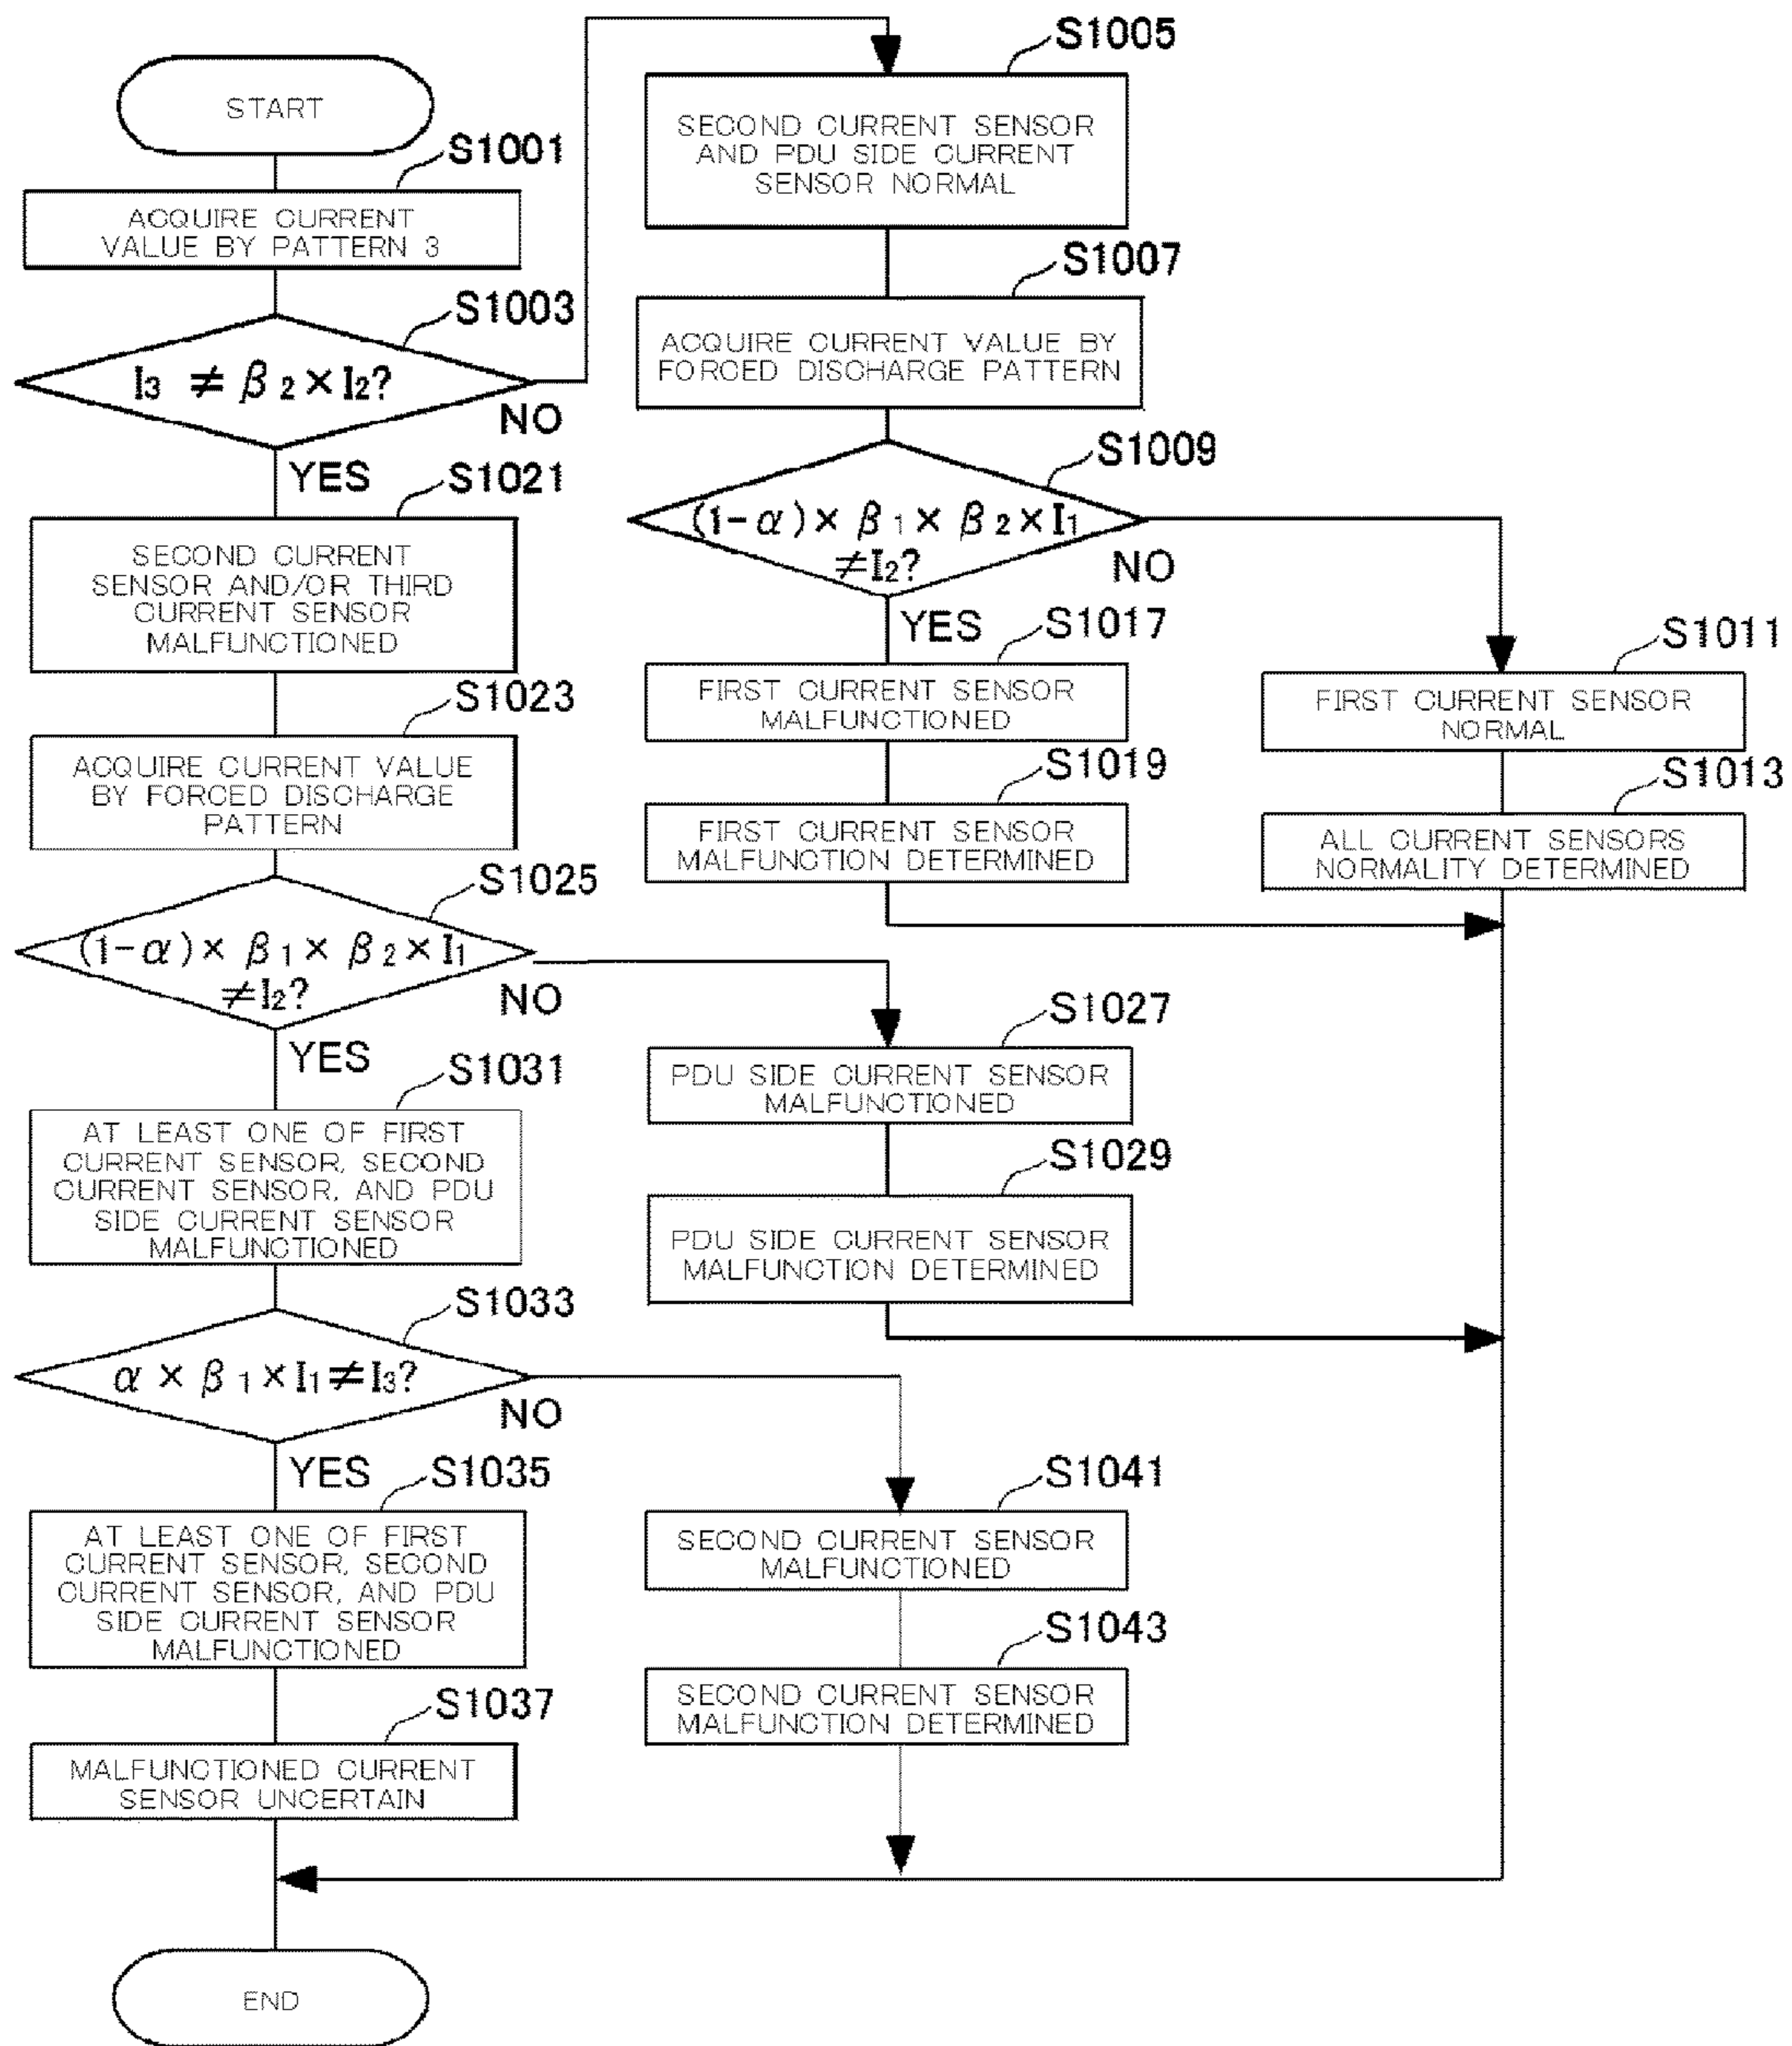 START
S1001
ACQUIRE CURRENT
VALUE BY PATTERN 3
S1003
I3 ≠ β2×I2?
NO
YES
S1021
SECOND CURRENT
SENSOR AND/OR THIRD
CURRENT SENSOR
MALFUNCTIONED
S1023
ACQUIRE CURRENT VALUE
BY FORCED DISCHARGE
PATTERN
S1025
(1-α)× β1× β2×I1
≠I2?
NO
YES
S1031
AT LEAST ONE OF FIRST
CURRENT SENSOR, SECOND
CURRENT SENSOR, AND PDU
SIDE CURRENT SENSOR
MALFUNCTIONED
S1033
α × β1×I1≠I3?
NO
YES
S1035
AT LEAST ONE OF FIRST
CURRENT SENSOR, SECOND
CURRENT SENSOR, AND PDU
SIDE CURRENT SENSOR
MALFUNCTIONED
S1037
MALFUNCTIONED CURRENT
SENSOR UNCERTAIN
END
S1005
SECOND CURRENT SENSOR
AND PDU SIDE CURRENT
SENSOR NORMAL
S1007
ACQUIRE CURRENT VALUE BY
FORCED DISCHARGE PATTERN
S1009
(1-α)× β1× β2×I1
≠I2?
NO
YES
S1017
FIRST CURRENT SENSOR
MALFUNCTIONED
S1019
FIRST CURRENT SENSOR
MALFUNCTION DETERMINED
S1011
FIRST CURRENT SENSOR
NORMAL
S1013
ALL CURRENT SENSORS
NORMALITY DETERMINED
S1027
PDU SIDE CURRENT SENSOR
MALFUNCTIONED
S1029
PDU SIDE CURRENT SENSOR
MALFUNCTION DETERMINED
S1041
SECOND CURRENT SENSOR
MALFUNCTIONED
S1043
SECOND CURRENT SENSOR
MALFUNCTION DETERMINED